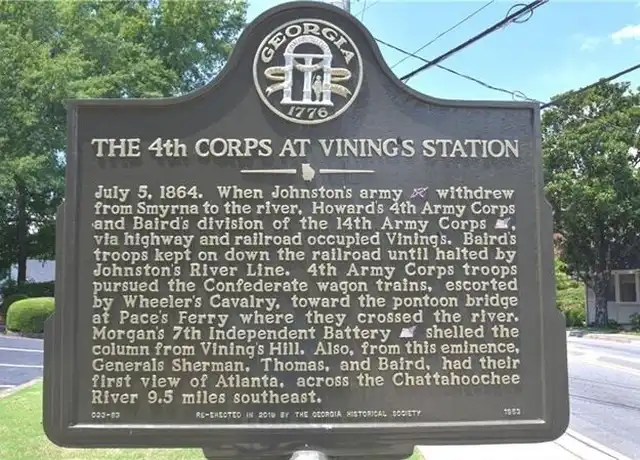 GEORGIA
1776
THE 4th CORPS AT VINING'S STATION
July 5, 1864. When Johnston's army withdrew
from Smyrna to the river, Howard's 4th Army Corps
and Baird's division of the 14th Army Corps ,
via highway and railroad occupied Vinings. Baird's
troops kept on down the railroad until halted by
Johnston's River Line. 4th Army Corps troops
pursued the Confederate wagon trains, escorted
by Wheeler's Cavalry, toward the pontoon bridge
at Pace's Ferry where they crossed the river.
Morgan's 7th Independent Battery shelled the
column from Vining's Hill. Also, from this eminence,
Generals Sherman, Thomas, and Baird, had their
first view of Atlanta, across the Chattahoochee
River 9.5 miles southeast.
033-83 RE-ERECTED IN 2019 BY THE GEORGIA HISTORICAL SOCIETY 1953